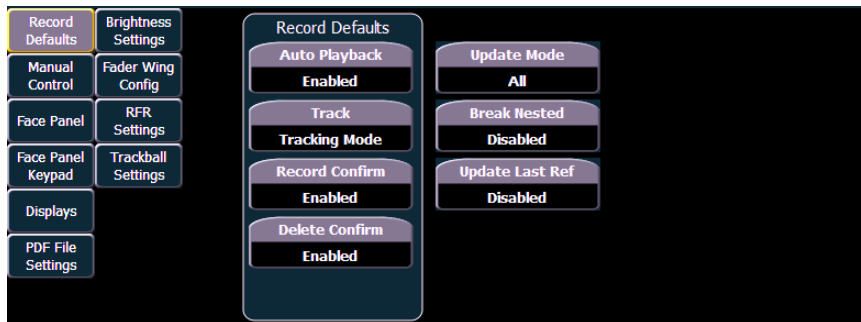 Record
Defaults
Brightness
Settings
Manual
Control
Fader Wing
Config
Face Panel
RFR
Settings
Face Panel
Keypad
Trackball
Settings
Displays
PDF File
Settings
Record Defaults
Auto Playback
Enabled
Track
Tracking Mode
Record Confirm
Enabled
Delete Confirm
Enabled
Update Mode
All
Break Nested
Disabled
Update Last Ref
Disabled